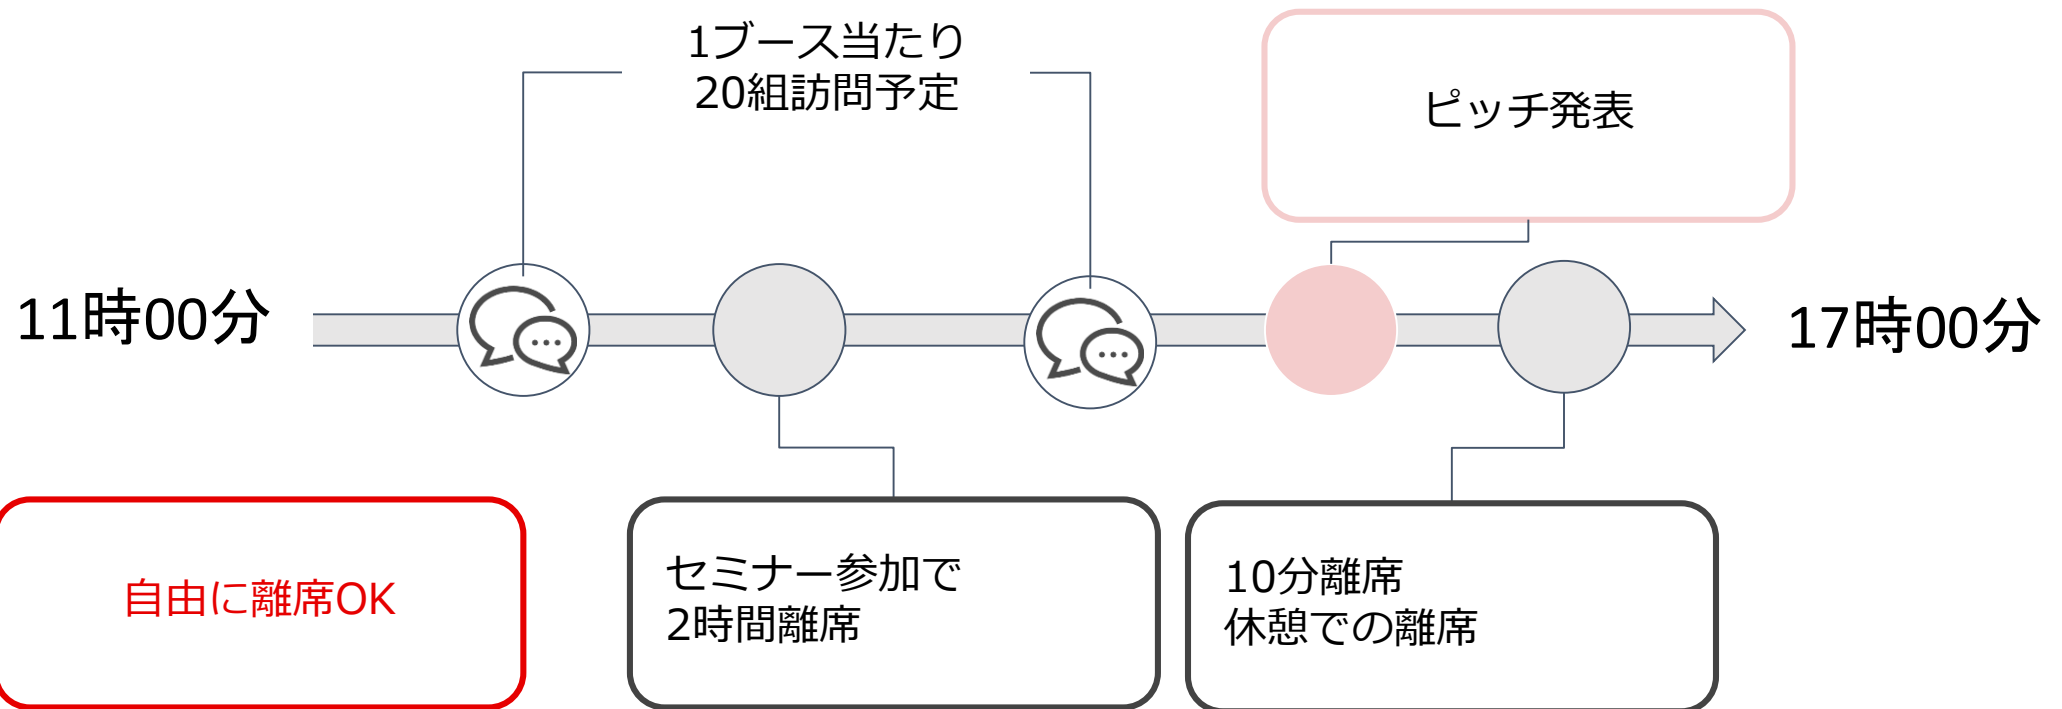 1ブース当たり
20組訪問予定
ピッチ発表
11時00分
17時00分
自由に離席OK
セミナー参加で
2時間離席
10分離席
休憩での離席